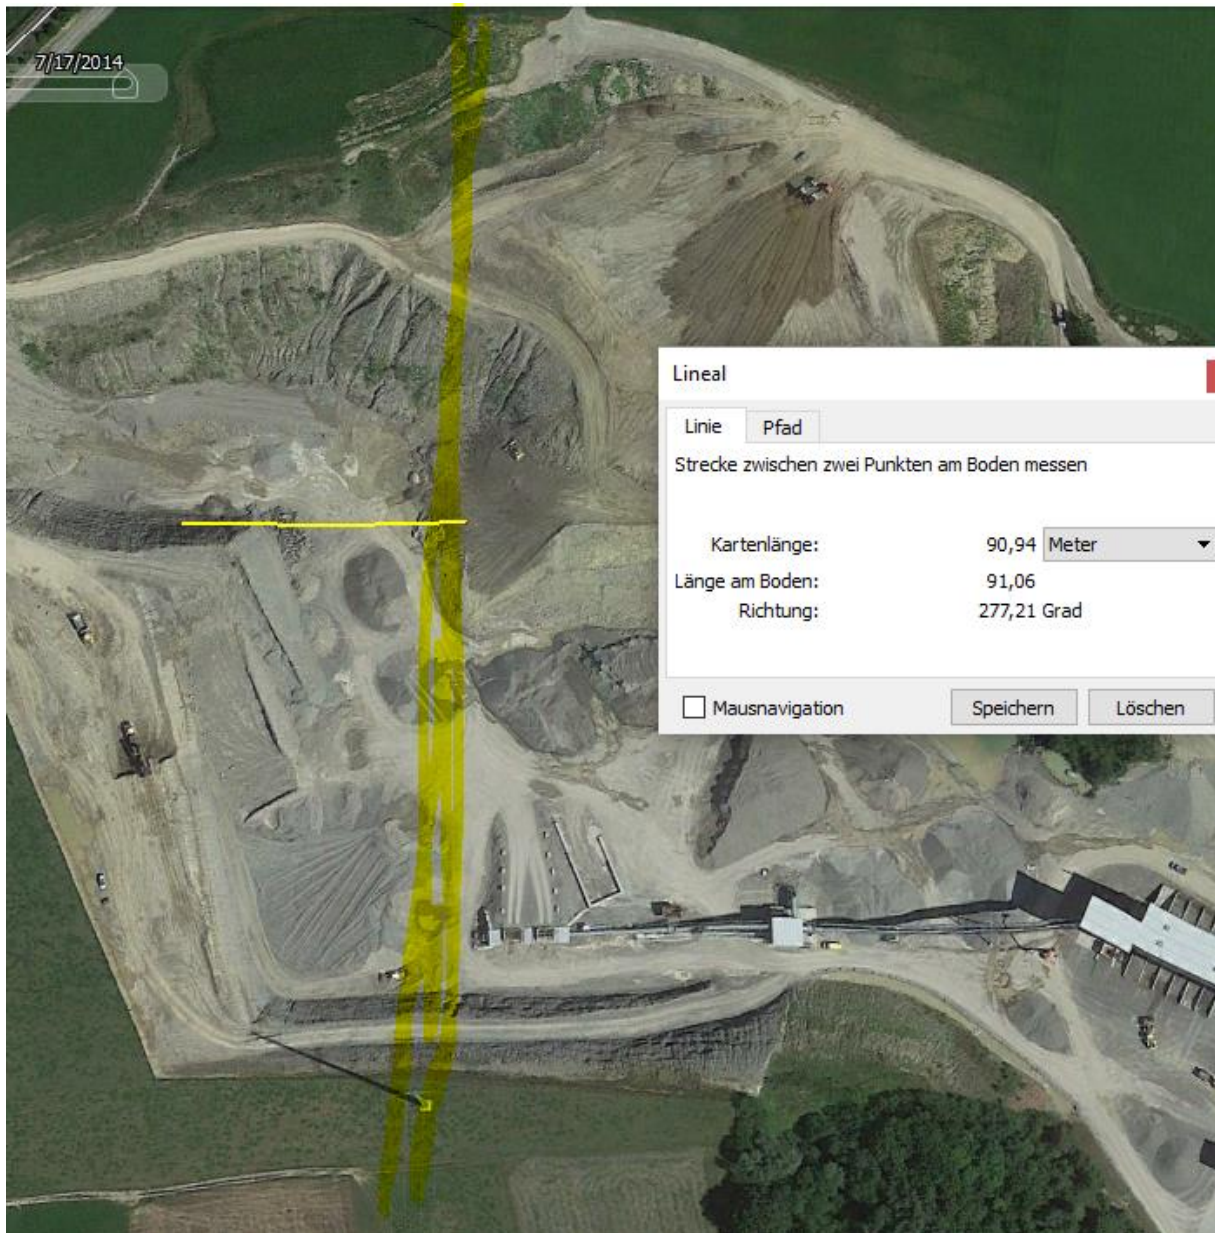 7/17/2014
Lineal
Linie Pfad
Strecke zwischen zwei Punkten am Boden messen
Kartenlänge: 90,94 Meter
Länge am Boden: 91,06
Richtung: 277,21 Grad
Mausnavigation Speichern Löschen